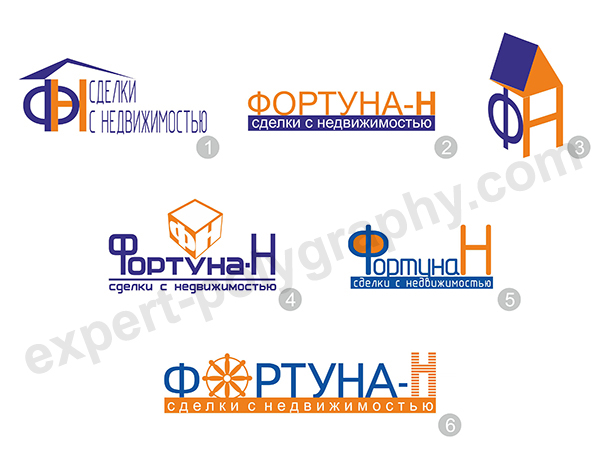 ФН СДЕЛКИ
С НЕДВИЖИМОСТЬЮ
1
ФОРТУНА-Н
сделки с недвижимостью
2
ФН
3
ФН
Фортуна-Н
сделки с недвижимостью
4
ФортунаН
сделки с недвижимостью
5
ФОРТУНА-Н
сделки с недвижимостью
6
expert-polygraphy.com